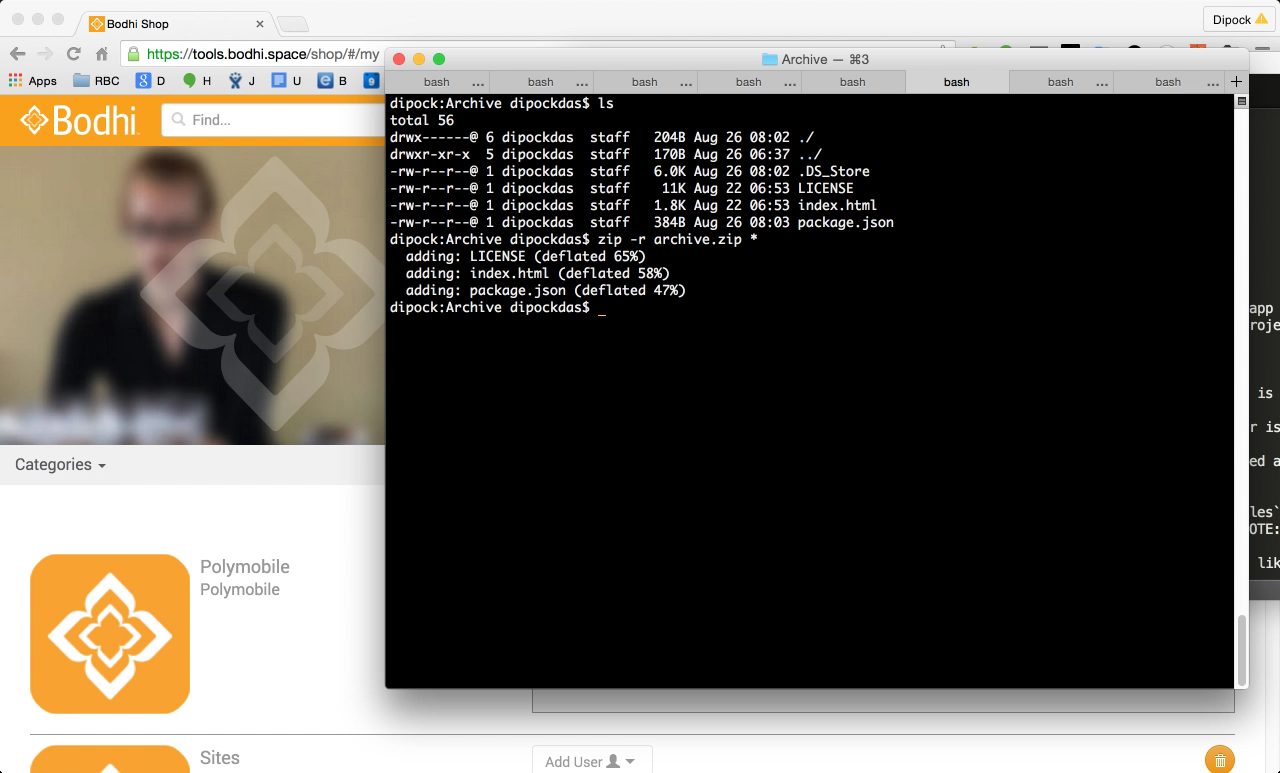 Bodhi Shop
Dipock
https://tools.bodhi.space/shop/#/my
Apps RBC D H J U B
Bodhi
Find...
Categories
Polymobile
Polymobile
Sites
Add User
Archive — ⌘3
bash ... bash ... bash ... bash ... bash bash bash ... bash ... +
dipock:Archive dipockdas$ ls
total 56
drwx------@ 6 dipockdas  staff   204B Aug 26 08:02 ./
drwxr-xr-x  5 dipockdas  staff   170B Aug 26 06:37 ../
-rw-r--r--@ 1 dipockdas  staff   6.0K Aug 26 08:02 .DS_Store
-rw-r--r--@ 1 dipockdas  staff    11K Aug 22 06:53 LICENSE
-rw-r--r--@ 1 dipockdas  staff   1.8K Aug 22 06:53 index.html
-rw-r--r--@ 1 dipockdas  staff   384B Aug 26 08:03 package.json
dipock:Archive dipockdas$ zip -r archive.zip *
  adding: LICENSE (deflated 65%)
  adding: index.html (deflated 58%)
  adding: package.json (deflated 47%)
dipock:Archive dipockdas$ _
app
roje
is
r is
ed a
les`
OTE:
lik